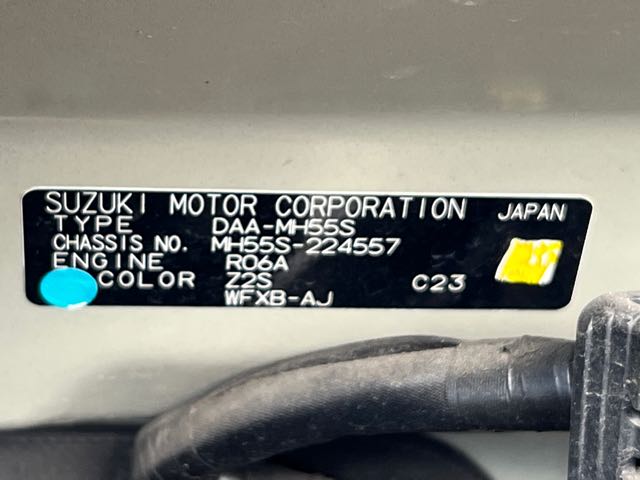 SUZUKI MOTOR CORPORATION JAPAN
TYPE DAA-MH55S
CHASSIS NO. MH55S-224557
ENGINE R06A
COLOR Z2S C23
WFXB-AJ